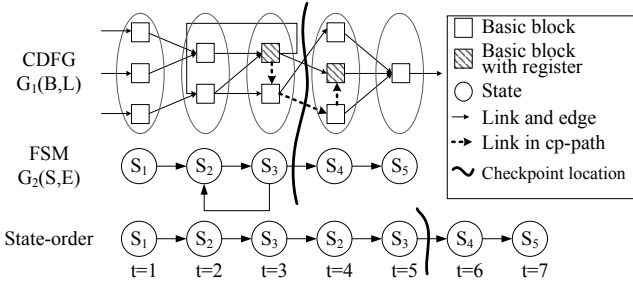 CDFG
G1(B,L)
Basic block
Basic block
with register
State
Link and edge
Link in cp-path
Checkpoint location
FSM
G2(S,E)
S1 S2 S3 S4 S5
State-order
S1 S2 S3 S2 S3 S4 S5
t=1 t=2 t=3 t=4 t=5 t=6 t=7